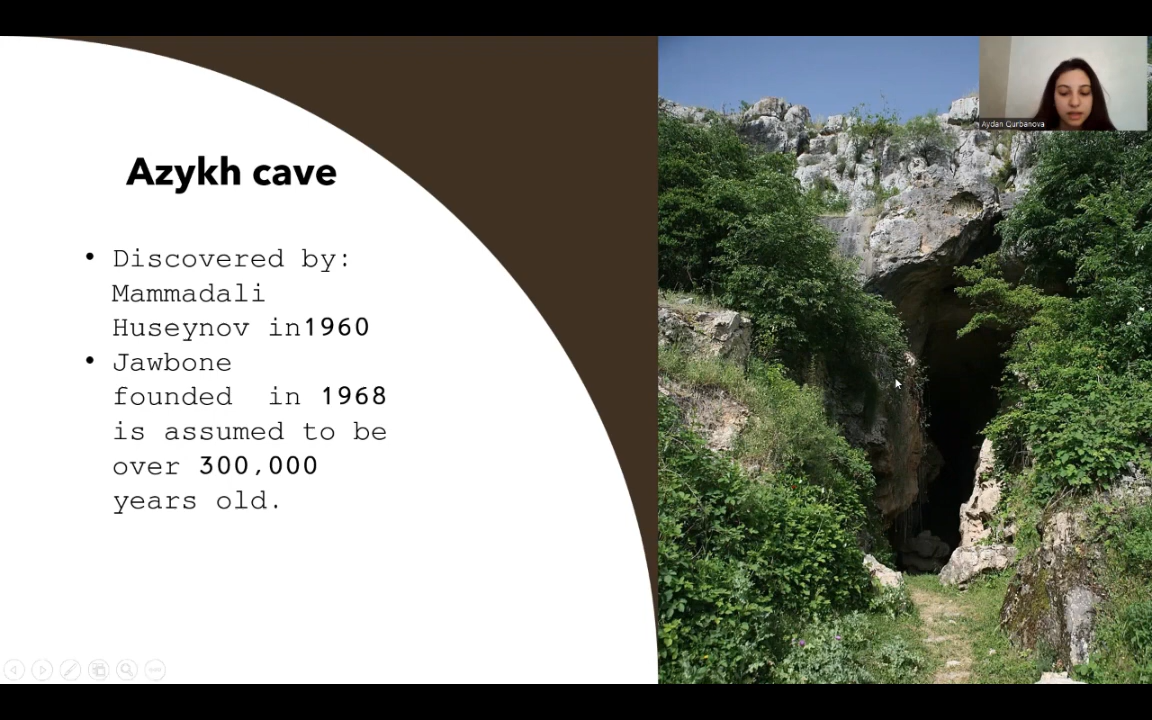 Azykh cave
• Discovered by:
Mammadali
Huseynov in1960
• Jawbone
founded  in 1968
is assumed to be
over 300,000
years old.
Aydan Qurbanova